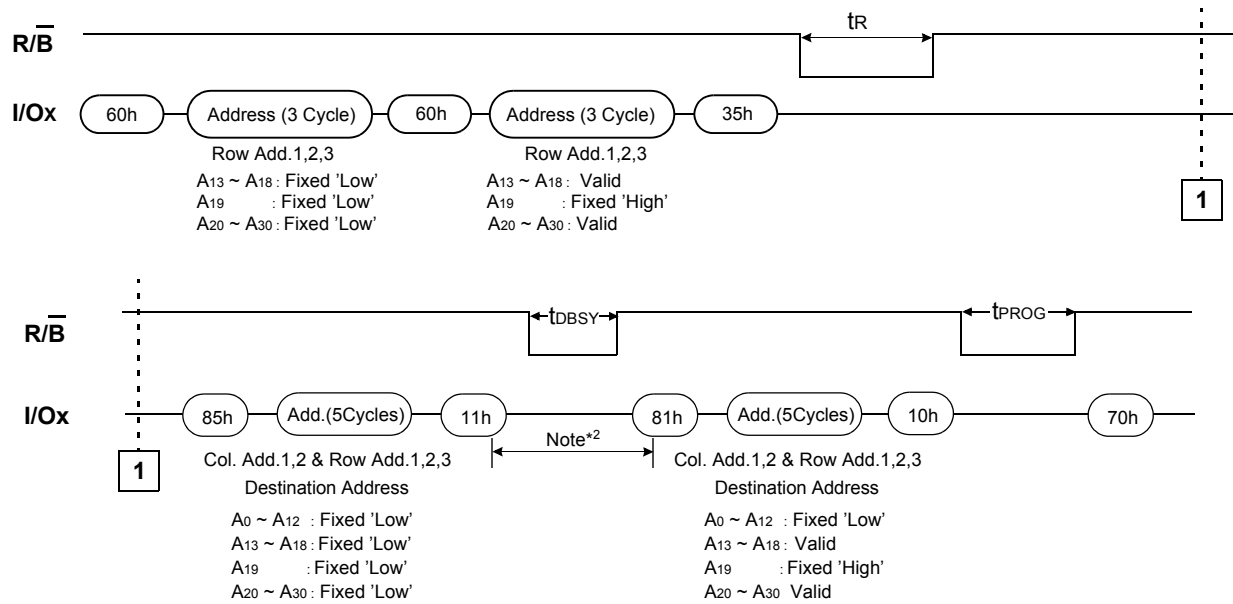 R/B tR
I/Ox 60h Address (3 Cycle) 60h Address (3 Cycle) 35h
Row Add.1,2,3 Row Add.1,2,3
A13 ~ A18 : Fixed 'Low' A13 ~ A18 : Valid
A19 : Fixed 'Low' A19 : Fixed 'High'
A20 ~ A30 : Fixed 'Low' A20 ~ A30 : Valid
1
R/B tDBSY tPROG
I/Ox 85h Add.(5Cycles) 11h 81h Add.(5Cycles) 10h 70h
Note*2
1
Col. Add.1,2 & Row Add.1,2,3 Col. Add.1,2 & Row Add.1,2,3
Destination Address Destination Address
A0 ~ A12 : Fixed 'Low' A0 ~ A12 : Fixed 'Low'
A13 ~ A18 : Fixed 'Low' A13 ~ A18 : Valid
A19 : Fixed 'Low' A19 : Fixed 'High'
A20 ~ A30 : Fixed 'Low' A20 ~ A30 Valid